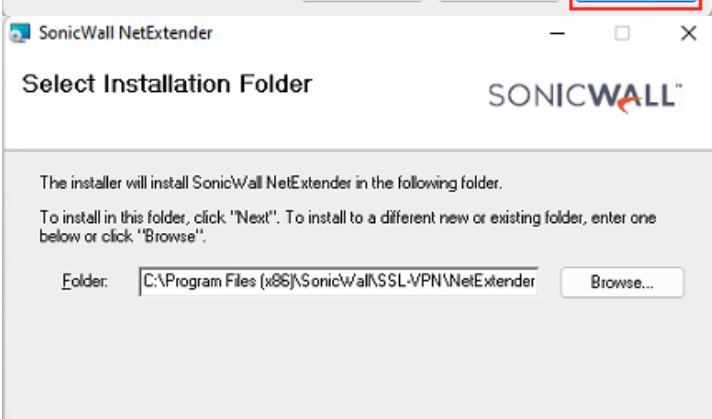 SonicWall NetExtender
Select Installation Folder
SONICWALL™
The installer will install SonicWall NetExtender in the following folder.
To install in this folder, click "Next". To install to a different new or existing folder, enter one
below or click "Browse".
Folder: C:\Program Files (x86)\SonicWall\SSL-VPN\NetExtender Browse...